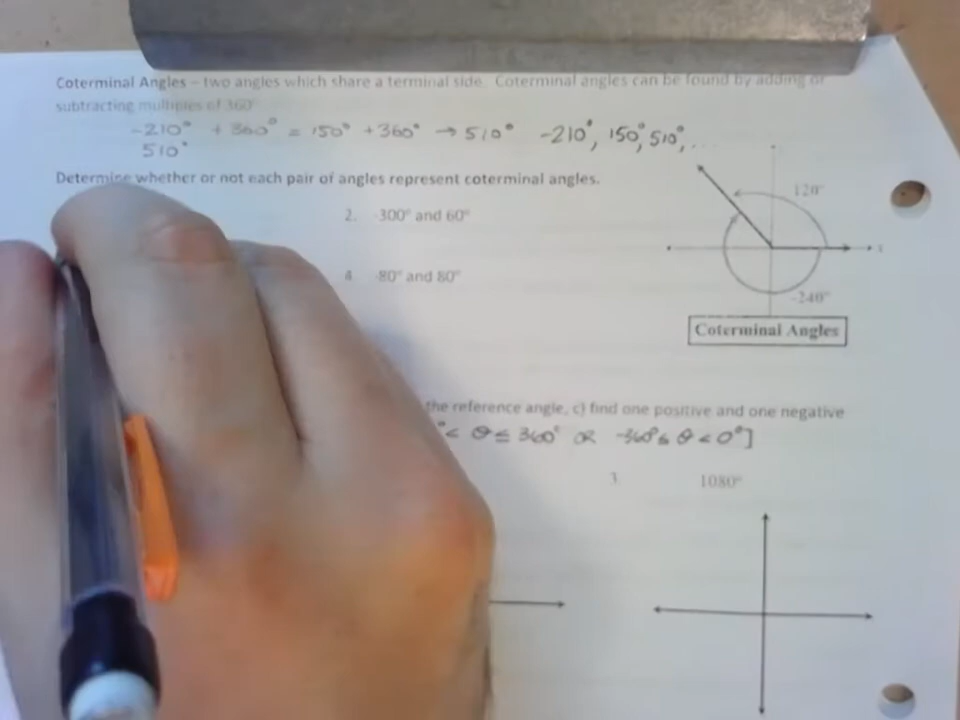 Coterminal Angles – two angles which share a terminal side. Coterminal angles can be found by adding or
subtracting multiples of 360°
-210° + 360° = 150° + 360° → 510° -210°, 150°, 510°, ...
510°
Determine whether or not each pair of angles represent coterminal angles.
120°
2. -300° and 60°
x
4. -80° and 80°
-240°
Coterminal Angles
the reference angle, c) find one positive and one negative
° < θ ≤ 360° OR -360° ≤ θ < 0°]
3. 1080°